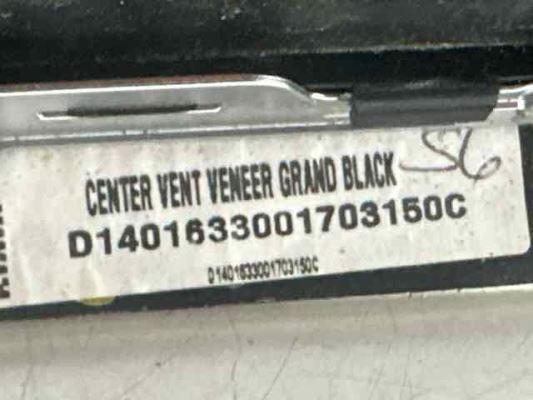 CENTER VENT VENEER GRAND BLACK
S6
D1401633001703150C
D1401633001703150C